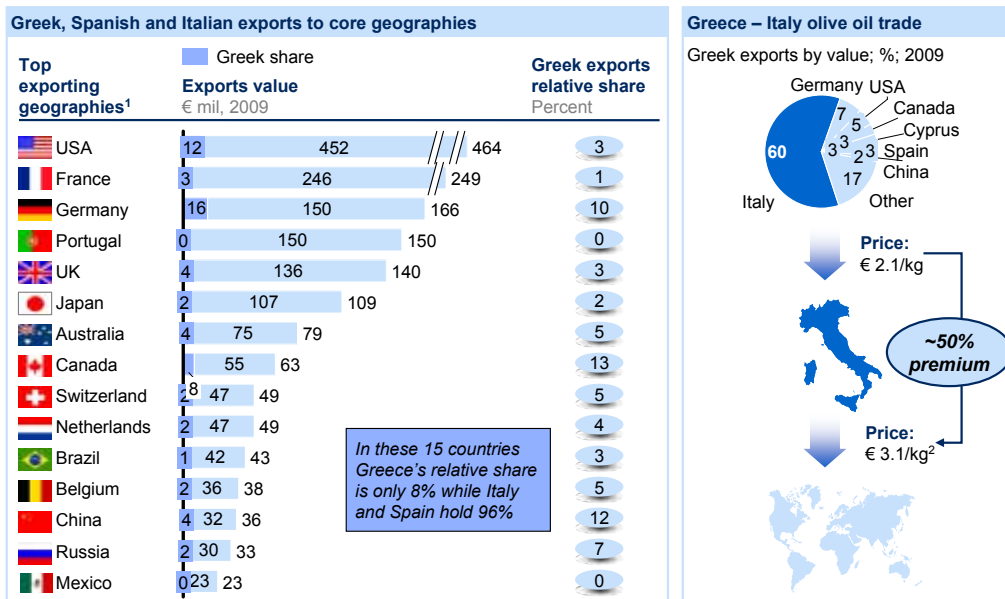 Greek, Spanish and Italian exports to core geographies
Greek share
Top exporting geographies¹
Exports value
€ mil, 2009
Greek exports relative share
Percent
USA 12 452 464 3
France 3 246 249 1
Germany 16 150 166 10
Portugal 0 150 150 0
UK 4 136 140 3
Japan 2 107 109 2
Australia 4 75 79 5
Canada 8 55 63 13
Switzerland 2 47 49 5
Netherlands 2 47 49 4
Brazil 1 42 43 3
Belgium 2 36 38 5
China 4 32 36 12
Russia 2 30 33 7
Mexico 0 23 23 0
In these 15 countries
Greece's relative share
is only 8% while Italy
and Spain hold 96%
Greece – Italy olive oil trade
Greek exports by value; %; 2009
Germany 7
USA 5
Canada 3
Cyprus 3
Spain 2
China 3
Other 17
Italy 60
Price:
€ 2.1/kg
~50%
premium
Price:
€ 3.1/kg²